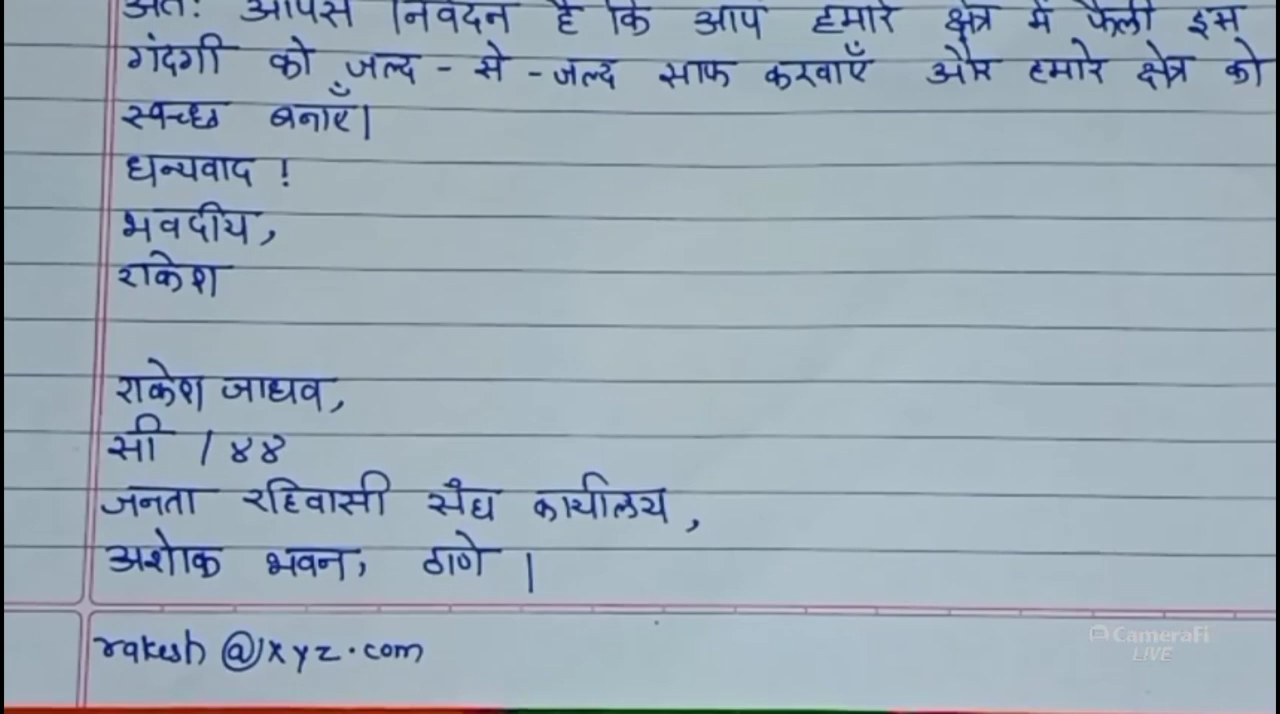 अतः आपसे निवेदन है कि आप हमारे क्षेत्र में फैली इस
गंदगी को जल्द - से - जल्द साफ करवाएँ और हमारे क्षेत्र को
स्वच्छ बनाएँ।
धन्यवाद !
भवदीय,
राकेश
राकेश जाधव,
सी / ४४
जनता रहिवासी संघ कार्यालय,
अशोक भवन, ठाणे ।
rakesh @ xyz.com
CameraFi
LIVE